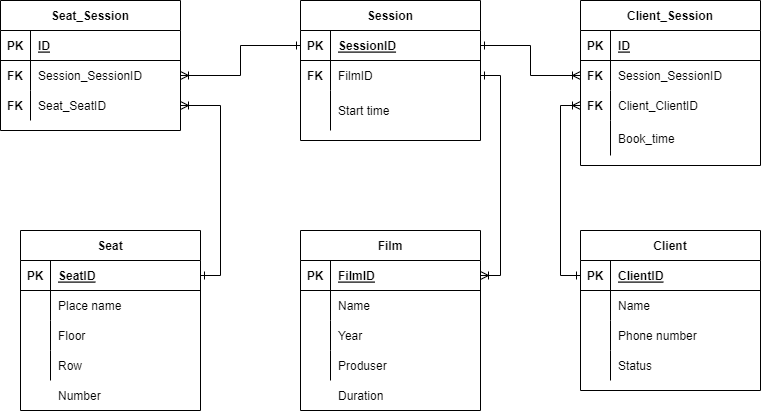 Seat_Session
PK ID
FK Session_SessionID
FK Seat_SeatID
Session
PK SessionID
FK FilmID
Start time
Client_Session
PK ID
FK Session_SessionID
FK Client_ClientID
Book_time
Seat
PK SeatID
Place name
Floor
Row
Number
Film
PK FilmID
Name
Year
Produser
Duration
Client
PK ClientID
Name
Phone number
Status